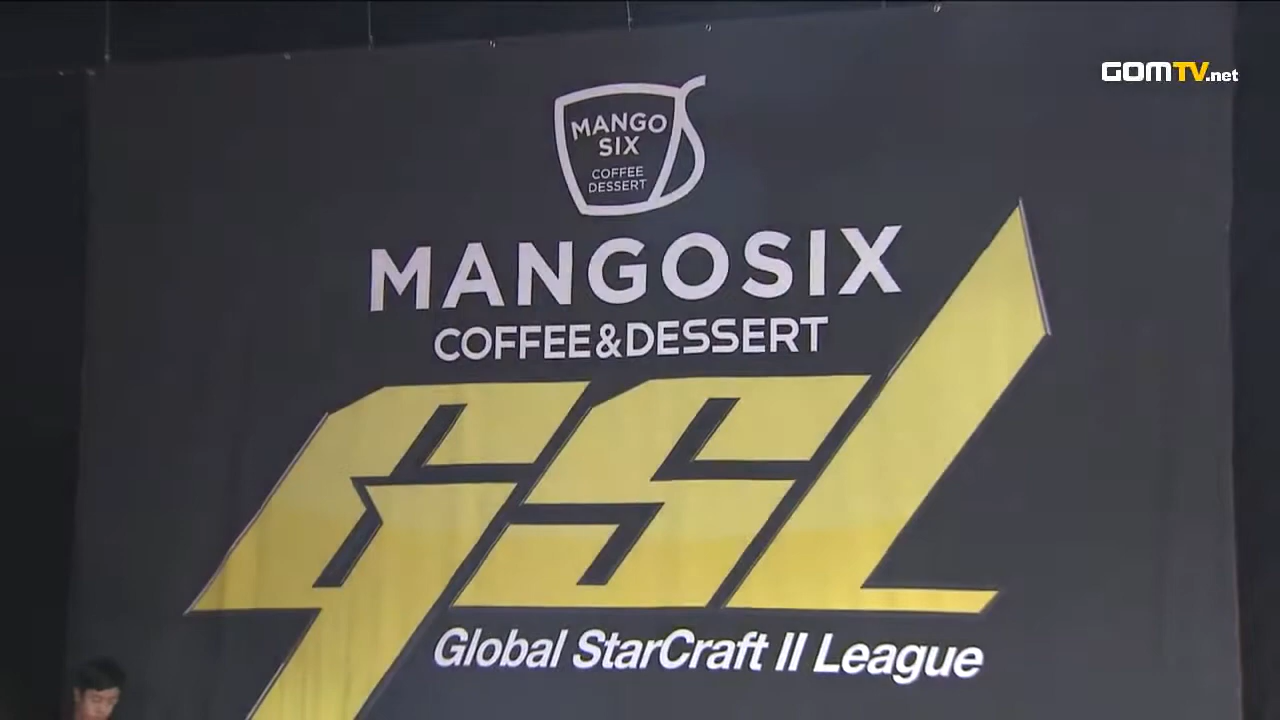 GOMTV.net
MANGO
SIX
COFFEE
DESSERT
MANGOSIX
COFFEE&DESSERT
GSL
Global StarCraft II League